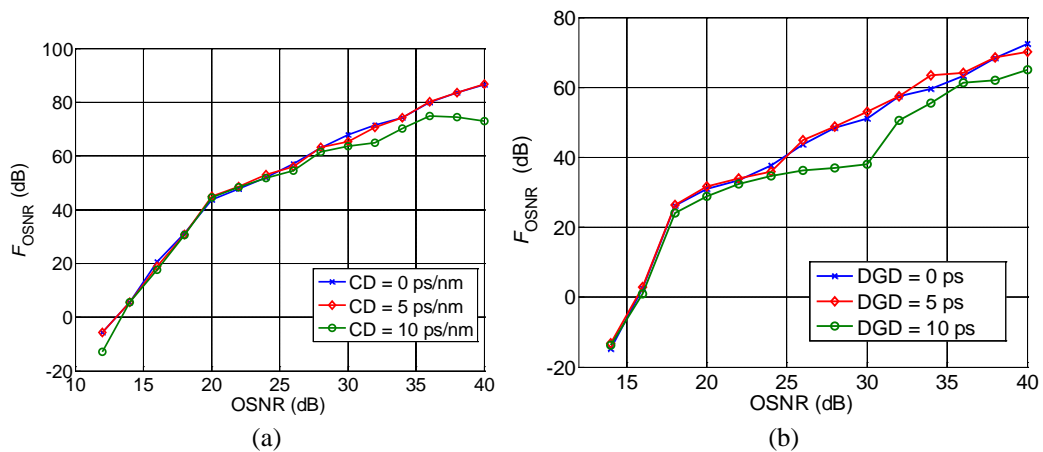 100
80
60
40
20
0
-20
F_OSNR (dB)
10
15
20
25
30
35
40
OSNR (dB)
CD = 0 ps/nm
CD = 5 ps/nm
CD = 10 ps/nm
(a)
80
60
40
20
0
-20
F_OSNR (dB)
15
20
25
30
35
40
OSNR (dB)
DGD = 0 ps
DGD = 5 ps
DGD = 10 ps
(b)